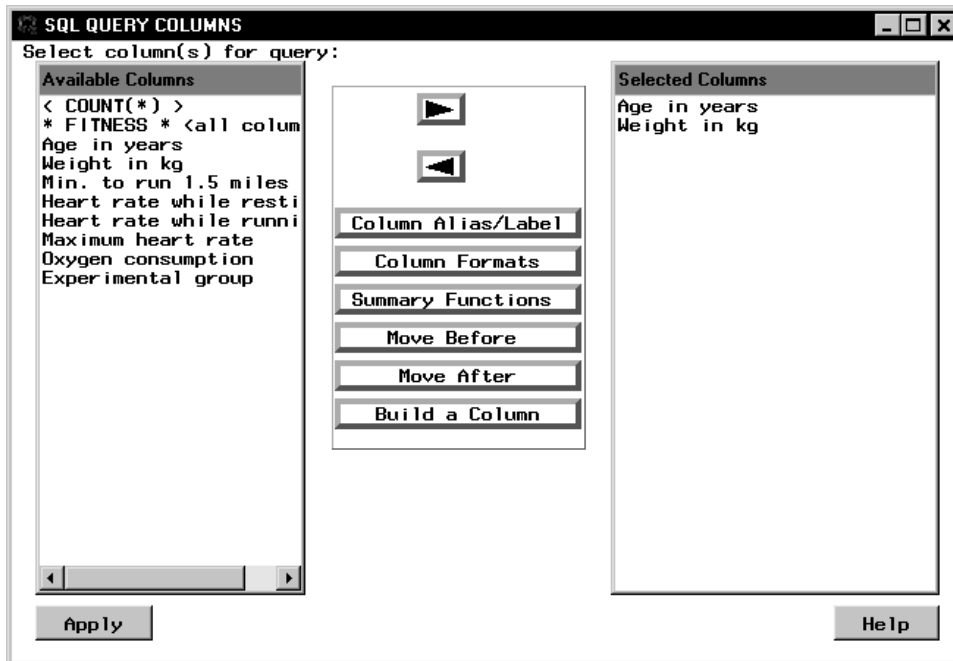 SQL QUERY COLUMNS
Select column(s) for query:
Available Columns
< COUNT(*) >
* FITNESS * <all colum
Age in years
Weight in kg
Min. to run 1.5 miles
Heart rate while resti
Heart rate while runni
Maximum heart rate
Oxygen consumption
Experimental group
Column Alias/Label
Column Formats
Summary Functions
Move Before
Move After
Build a Column
Selected Columns
Age in years
Weight in kg
Apply
Help